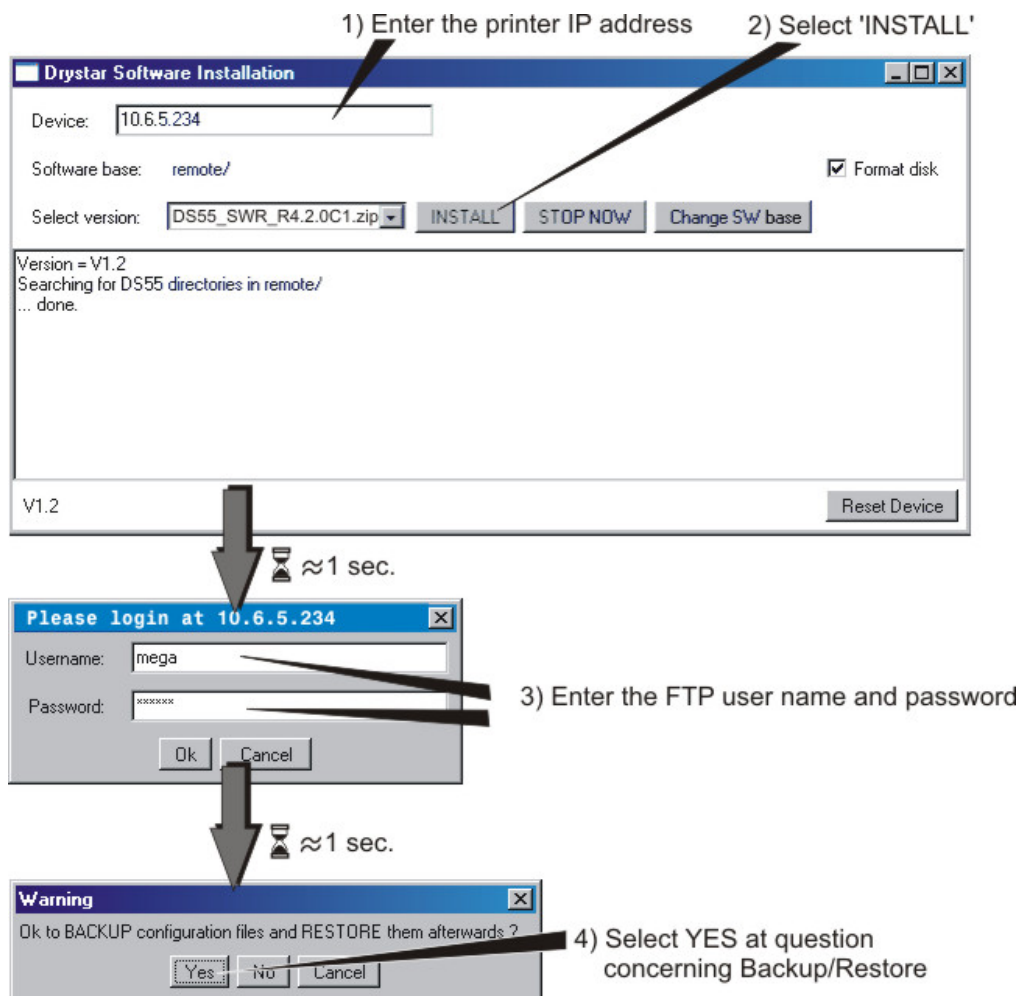 1) Enter the printer IP address 2) Select 'INSTALL'
Drystar Software Installation
Device: 10.6.5.234
Software base: remote/ Format disk
Select version: DS55_SWR_R4.2.0C1.zip INSTALL STOP NOW Change SW base
Version = V1.2
Searching for DS55 directories in remote/
... done.
V1.2 Reset Device
≈1 sec.
Please login at 10.6.5.234
Username: mega
3) Enter the FTP user name and password
Password: ××××××
Ok Cancel
≈1 sec.
Warning
Ok to BACKUP configuration files and RESTORE them afterwards ?
4) Select YES at question
concerning Backup/Restore
Yes No Cancel